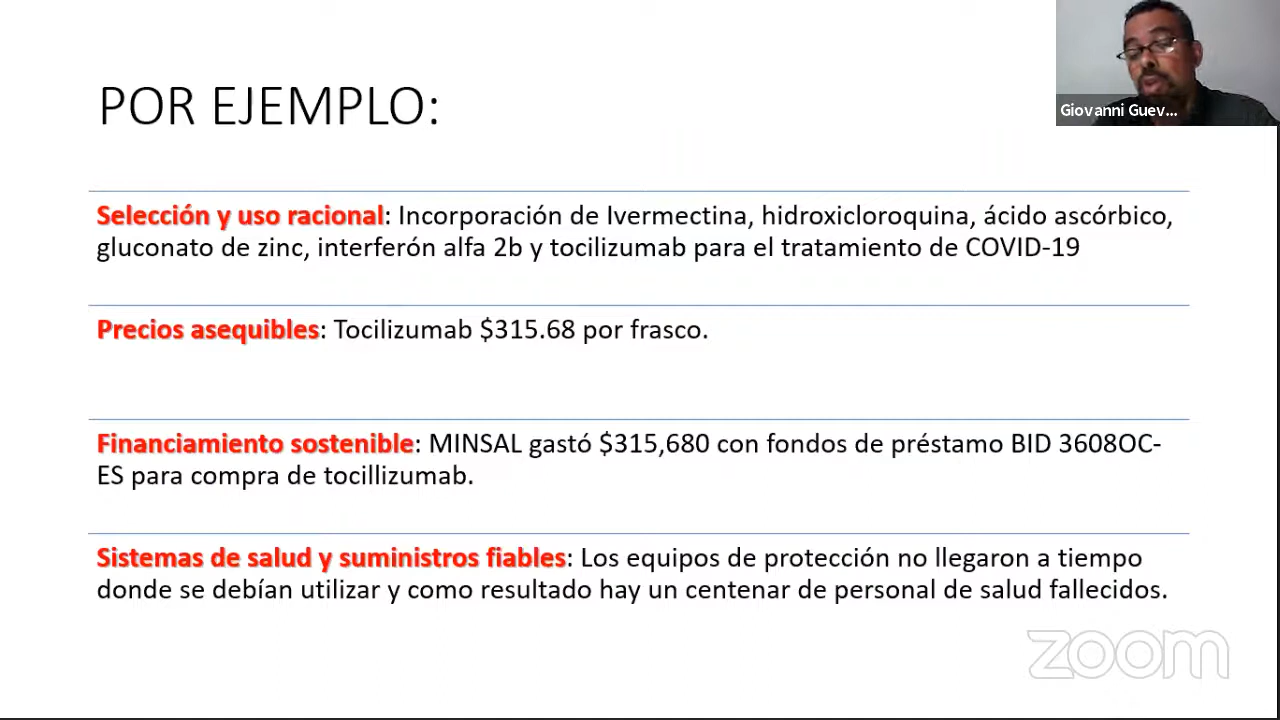 Giovanni Guev...
POR EJEMPLO:
Selección y uso racional: Incorporación de Ivermectina, hidroxicloroquina, ácido ascórbico,
gluconato de zinc, interferón alfa 2b y tocilizumab para el tratamiento de COVID-19
Precios asequibles: Tocilizumab $315.68 por frasco.
Financiamiento sostenible: MINSAL gastó $315,680 con fondos de préstamo BID 3608OC-
ES para compra de tocillizumab.
Sistemas de salud y suministros fiables: Los equipos de protección no llegaron a tiempo
donde se debían utilizar y como resultado hay un centenar de personal de salud fallecidos.
zoom